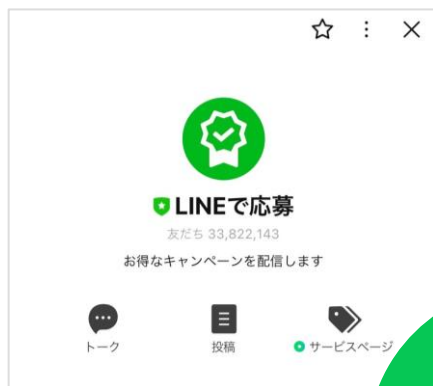 LINEで応募
友だち 33,822,143
お得なキャンペーンを配信します
トーク
投稿
サービスページ